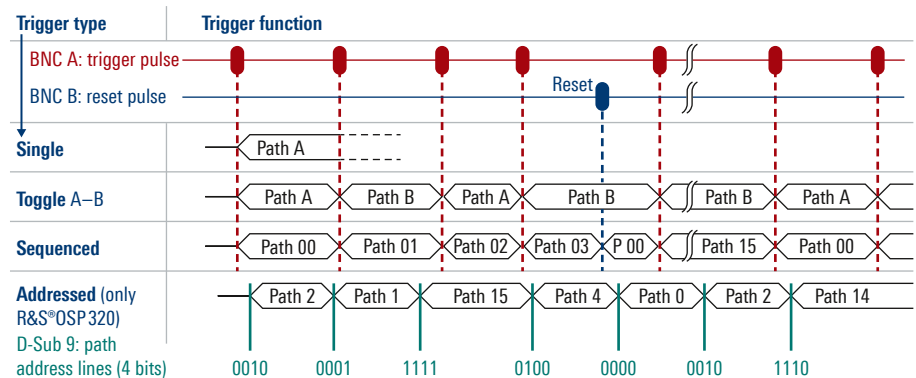 Trigger type Trigger function
BNC A: trigger pulse
BNC B: reset pulse Reset
Single Path A
Toggle A–B Path A Path B Path A Path B Path B Path A
Sequenced Path 00 Path 01 Path 02 Path 03 P 00 Path 15 Path 00
Addressed (only
R&S®OSP320) Path 2 Path 1 Path 15 Path 4 Path 0 Path 2 Path 14
D-Sub 9: path
address lines (4 bits) 0010 0001 1111 0100 0000 0010 1110